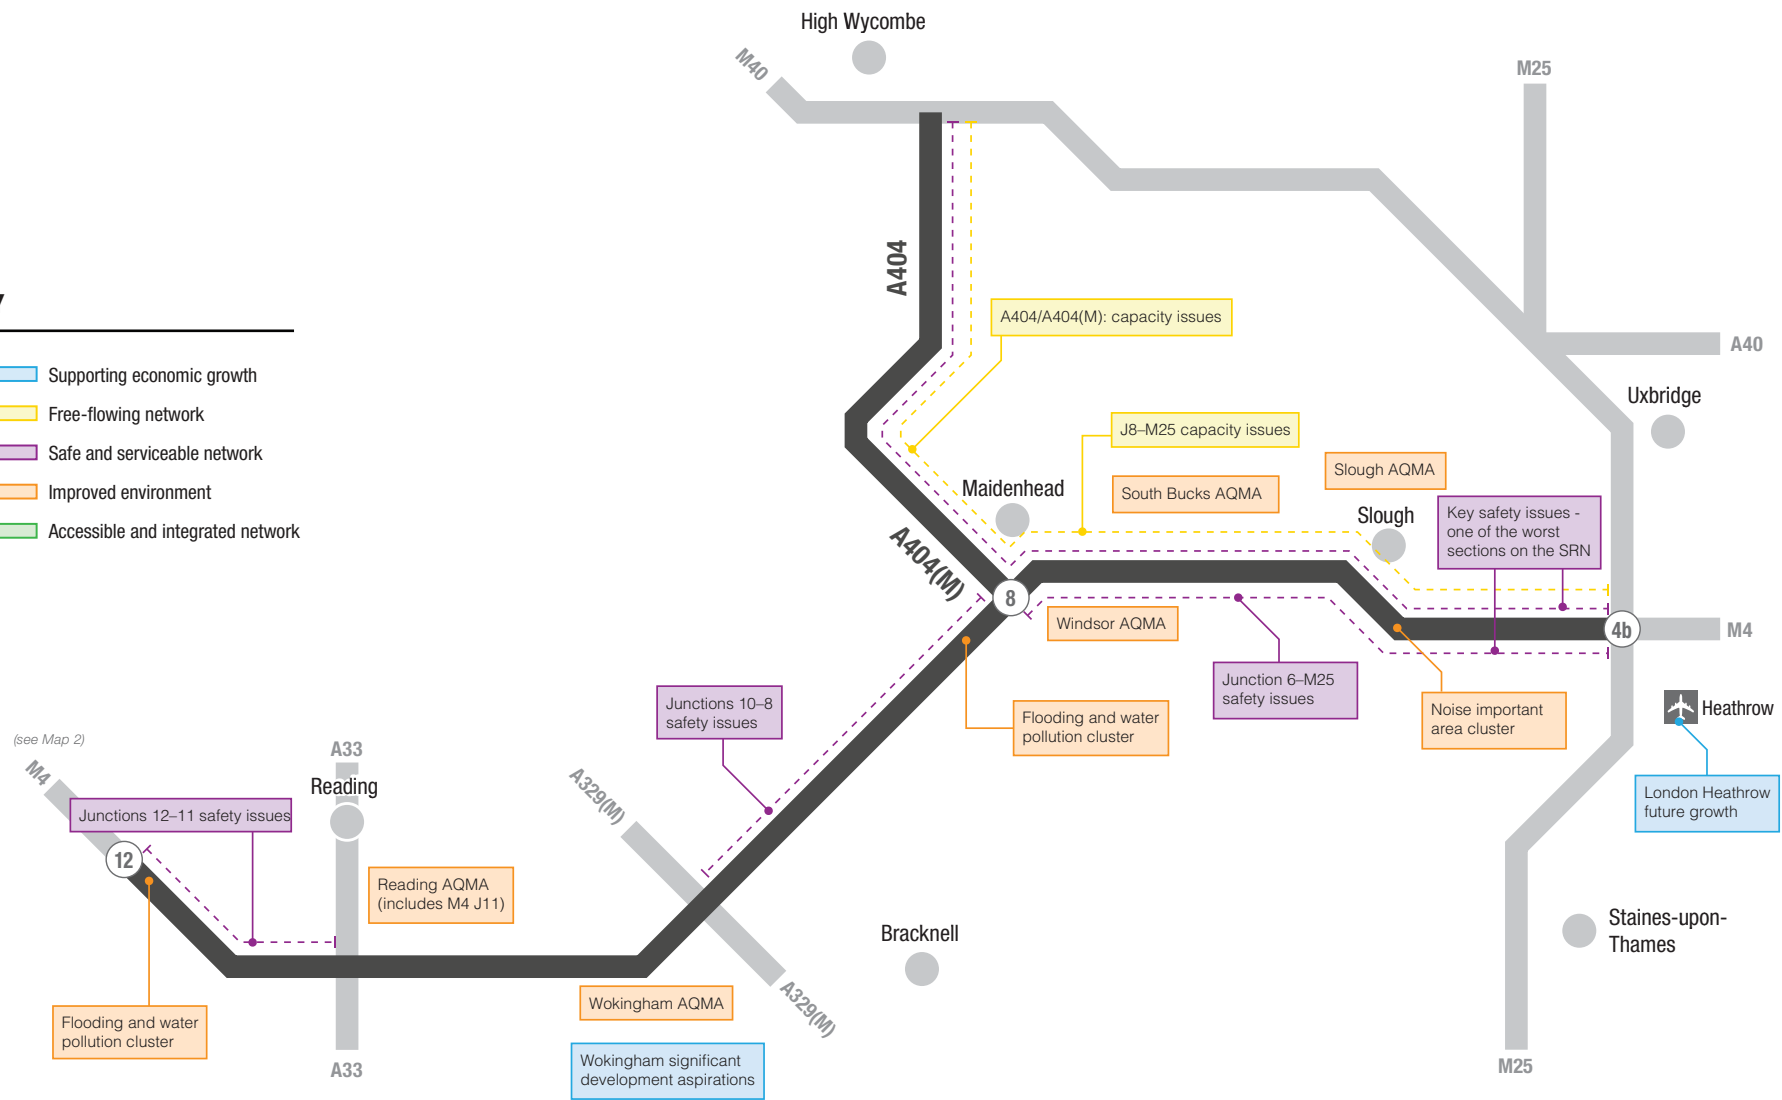 High Wycombe
M40
M25
A404
A404/A404(M): capacity issues
A40
Uxbridge
Supporting economic growth
Free-flowing network
Safe and serviceable network
Improved environment
Accessible and integrated network
J8–M25 capacity issues
Slough AQMA
South Bucks AQMA
Maidenhead
Slough
Key safety issues -
one of the worst
sections on the SRN
A404(M)
8
Windsor AQMA
4b
M4
Junction 6–M25
safety issues
Noise important
area cluster
Heathrow
London Heathrow
future growth
Junctions 10–8
safety issues
Flooding and water
pollution cluster
(see Map 2)
M4
A33
Reading
A329(M)
Junctions 12–11 safety issues
12
Reading AQMA
(includes M4 J11)
Bracknell
Staines-upon-
Thames
Wokingham AQMA
A329(M)
Flooding and water
pollution cluster
Wokingham significant
development aspirations
A33
M25